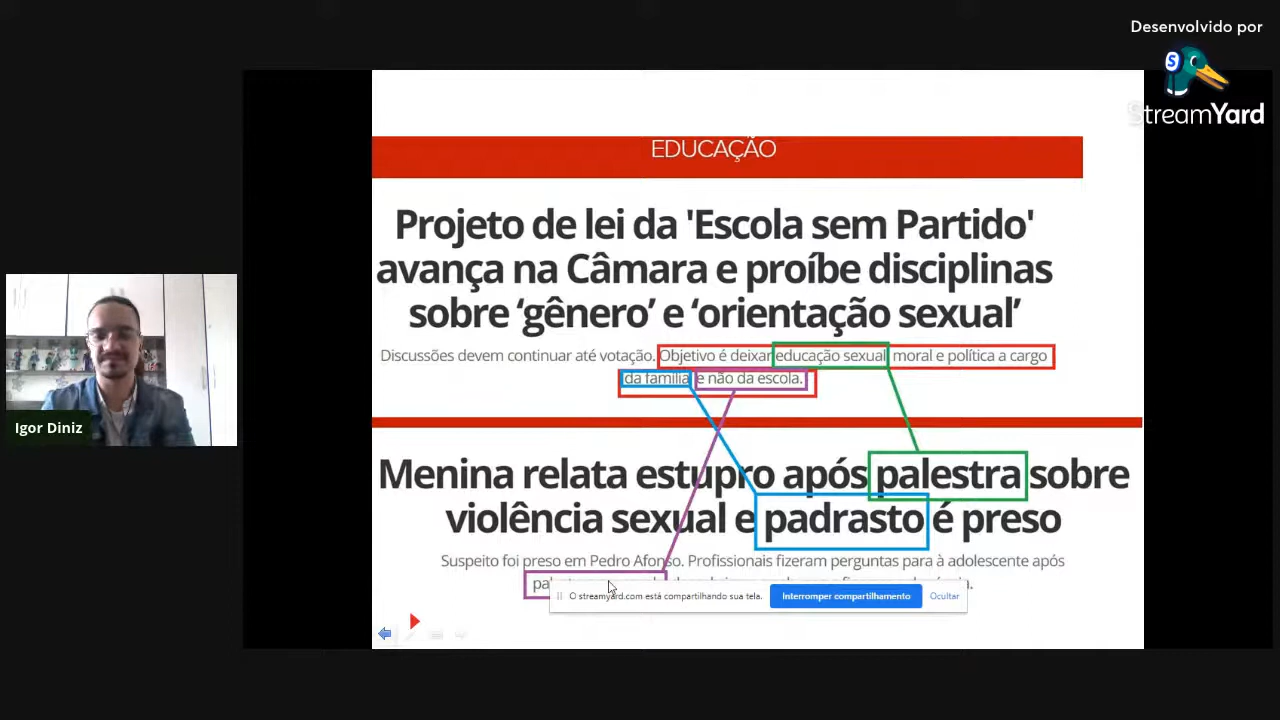 Desenvolvido por
StreamYard
EDUCAÇÃO
Projeto de lei da 'Escola sem Partido'
avança na Câmara e proíbe disciplinas
sobre ‘gênero’ e ‘orientação sexual’
Discussões devem continuar até votação. Objetivo é deixar educação sexual, moral e política a cargo
da família e não da escola.
Igor Diniz
Menina relata estupro após palestra sobre
violência sexual e padrasto é preso
Suspeito foi preso em Pedro Afonso. Profissionais fizeram perguntas para à adolescente após
O streamyard.com está compartilhando sua tela.
Interromper compartilhamento
Ocultar